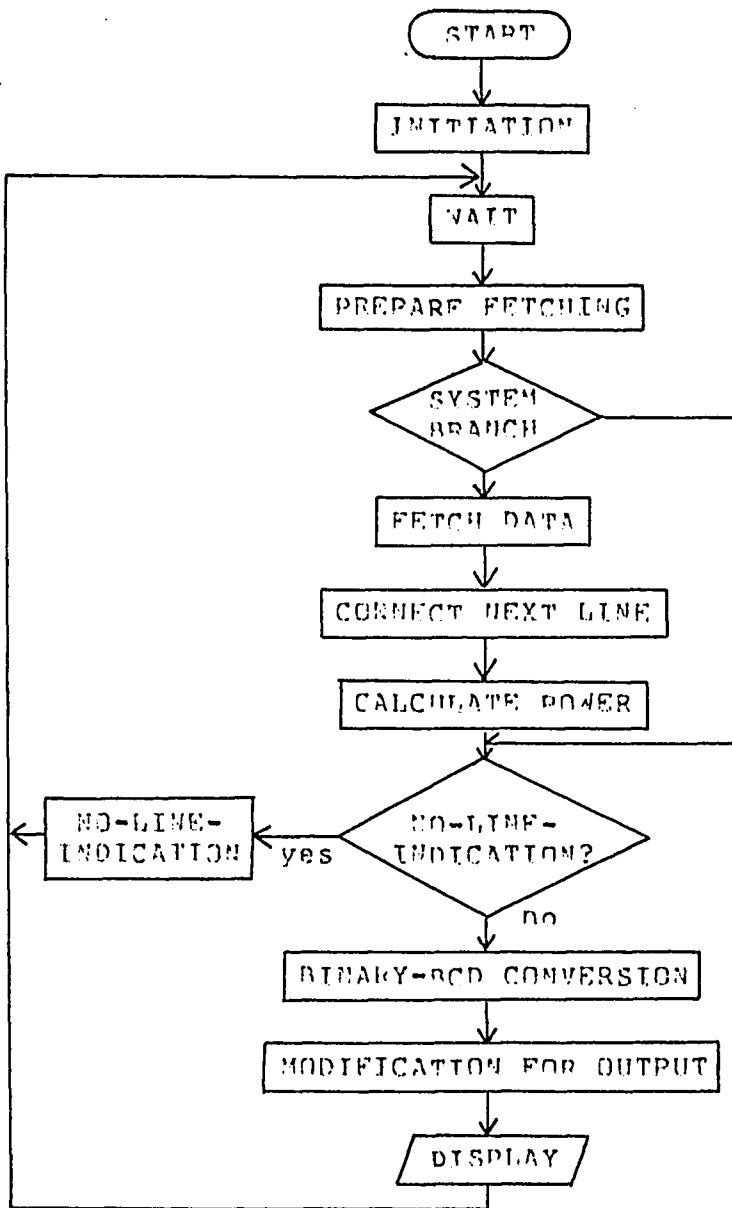 START
INITIATION
WAIT
PREPARE FETCHING
SYSTEM
BRANCH
FETCH DATA
CONNECT NEXT LINE
CALCULATE POWER
NO-LINE-
INDICATION?
yes
NO-LINE-
INDICATION
no
BINARY-BCD CONVERSION
MODIFICATION FOR OUTPUT
DISPLAY